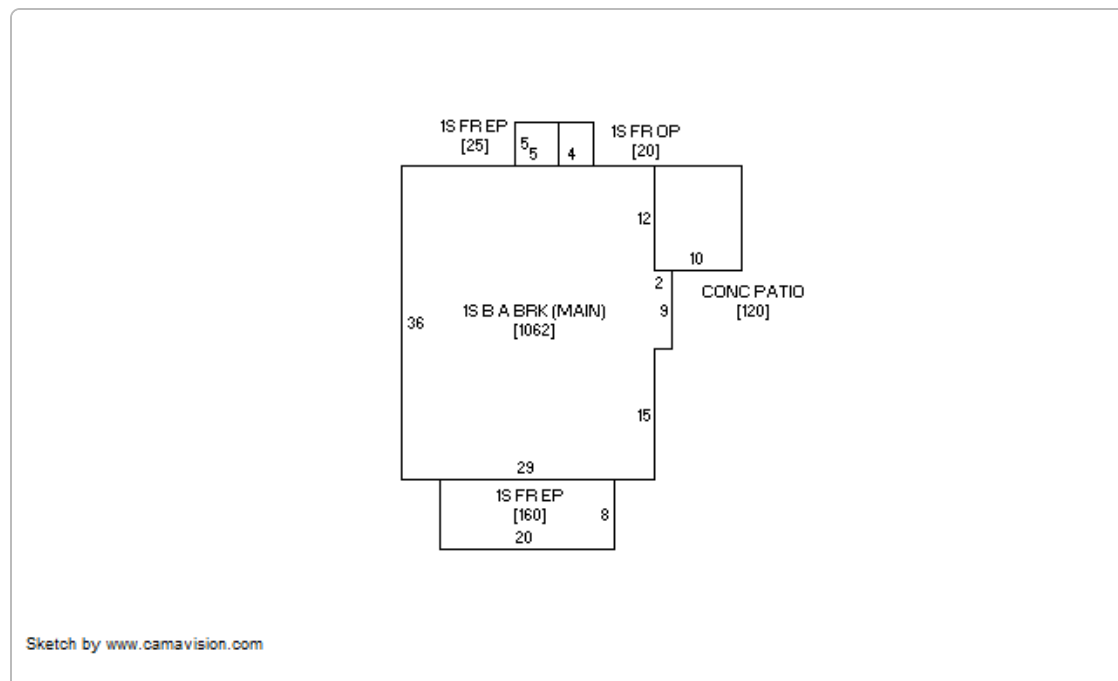 1S FR EP
[25]
5
5
4
1S FR OP
[20]
12
10
2
CONC PATIO
[120]
9
36
1S B A BRK (MAIN)
[1062]
15
29
1S FR EP
[160]
8
20
Sketch by www.camavision.com